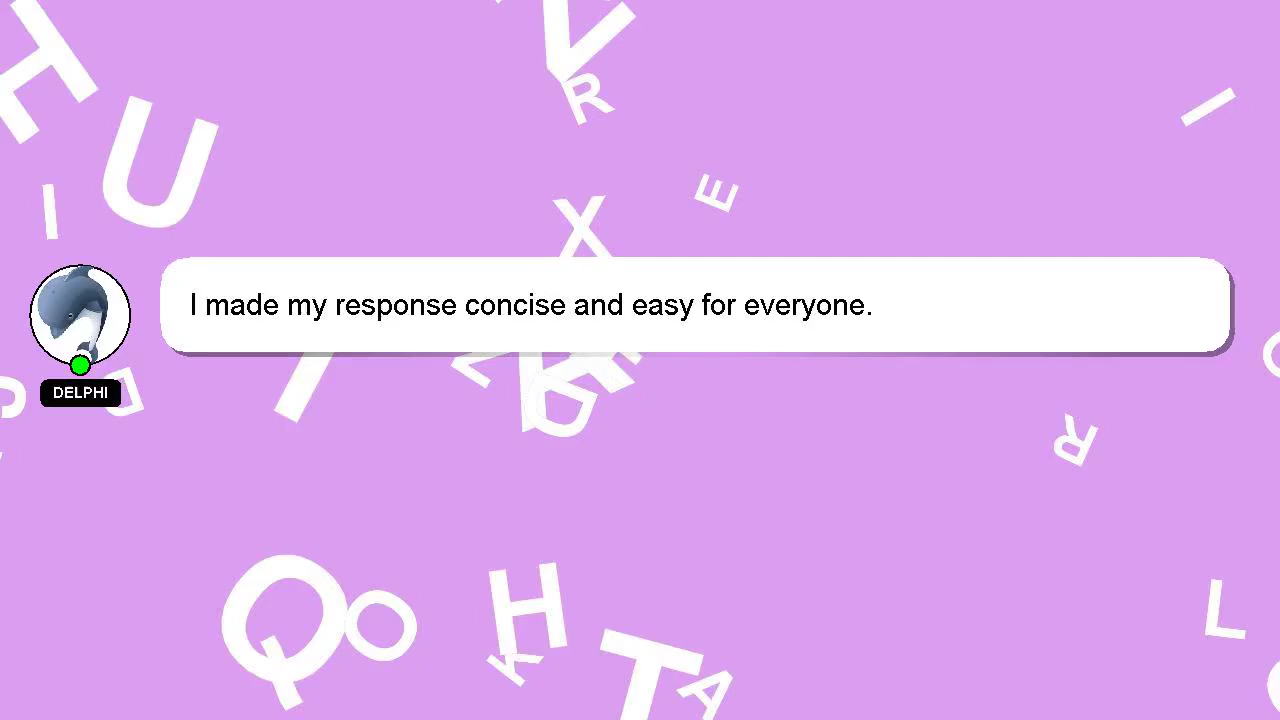 H
U
I
V
R
E
I
X
I made my response concise and easy for everyone.
DELPHI
D
I
Z
D
R
Q
O
H
K
T
A
L